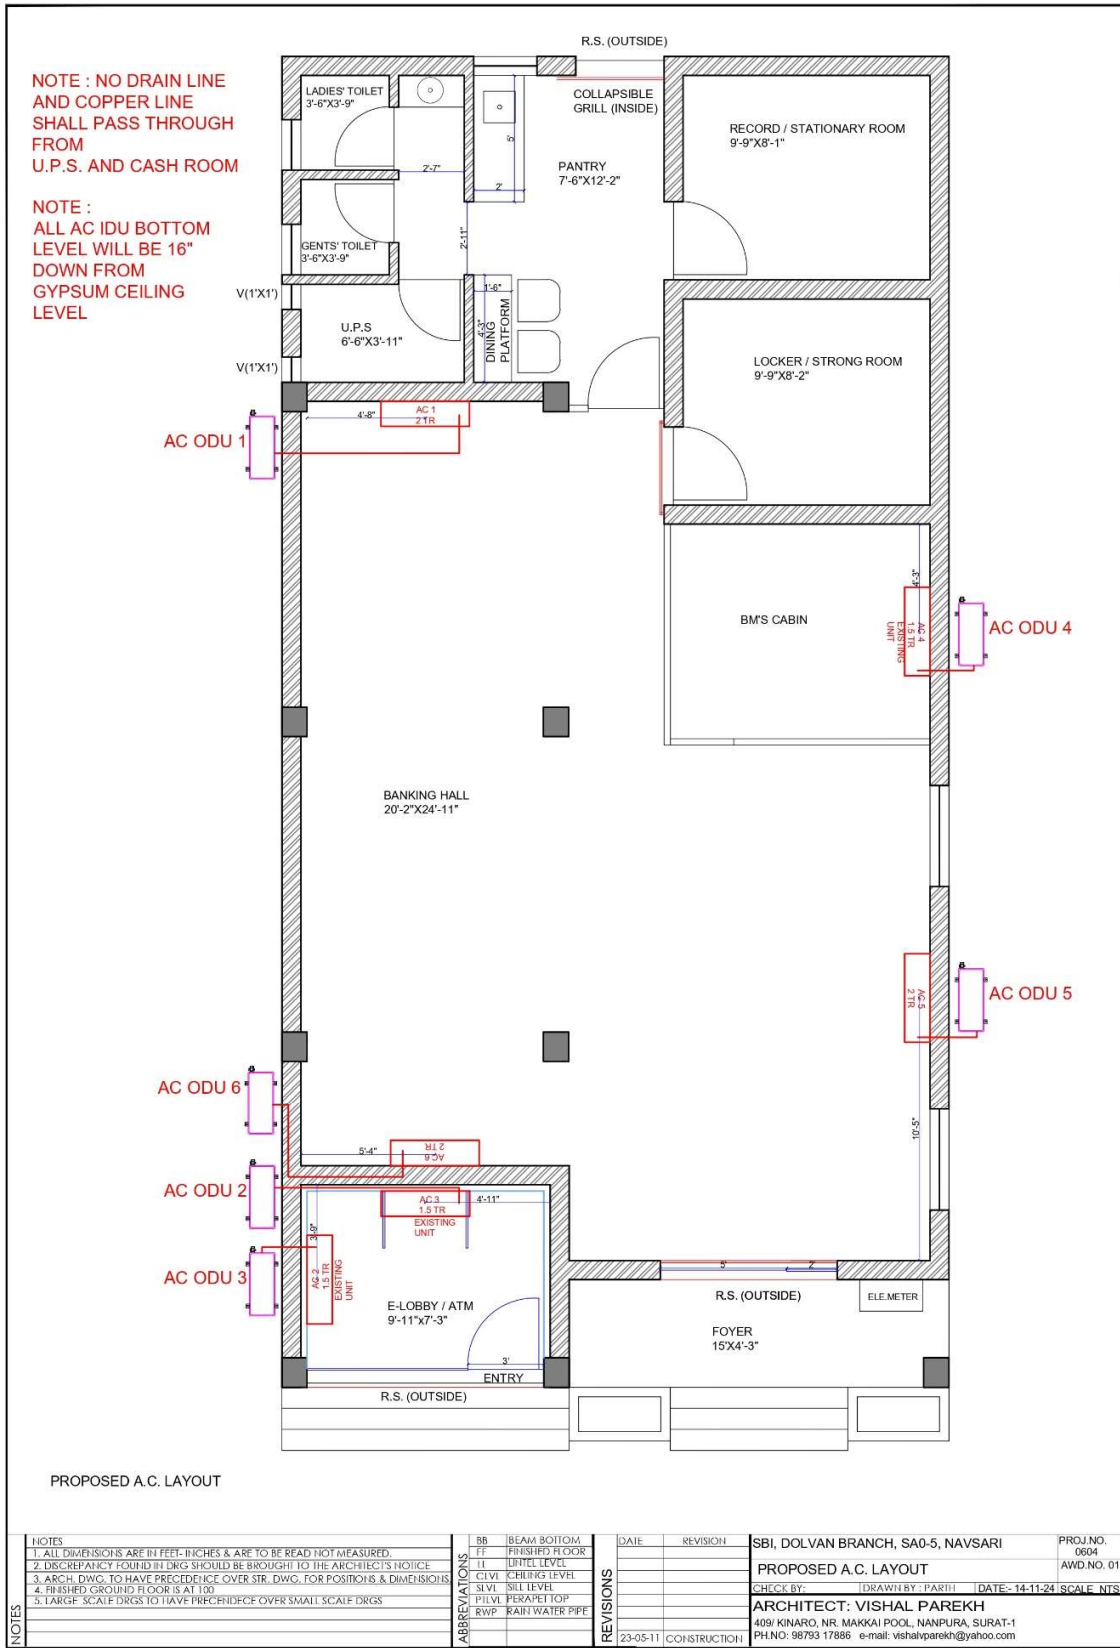 R.S. (OUTSIDE)
NOTE : NO DRAIN LINE
AND COPPER LINE
SHALL PASS THROUGH
FROM
U.P.S. AND CASH ROOM
NOTE :
ALL AC IDU BOTTOM
LEVEL WILL BE 16"
DOWN FROM
GYPSUM CEILING
LEVEL
LADIES' TOILET
3'-6"X3'-9"
COLLAPSIBLE
GRILL (INSIDE)
RECORD / STATIONARY ROOM
9'-9"X8'-1"
5'
PANTRY
7'-6"X12'-2"
2'-7"
2'
2'-11"
GENTS' TOILET
3'-6"X3'-9"
V(1'X1')
1'-6"
U.P.S
6'-6"X3'-11"
4'-3"
DINING
PLATFORM
V(1'X1')
LOCKER / STRONG ROOM
9'-9"X8'-2"
AC ODU 1
4'-8"
AC 1
2 TR
BM'S CABIN
4'-3"
AC 4
1.5 TR
EXISTING
UNIT
AC ODU 4
BANKING HALL
20'-2"X24'-11"
AC 5
2 TR
AC ODU 5
10'-5"
AC ODU 6
5'-4"
AC 6
2 TR
AC ODU 2
AC 3
1.5 TR
EXISTING
UNIT
4'-11"
3'-9"
AC ODU 3
AC 2
1.5 TR
EXISTING
UNIT
E-LOBBY / ATM
9'-11"x7'-3"
3'
ENTRY
R.S. (OUTSIDE)
5'
2'
R.S. (OUTSIDE)
ELE.METER
FOYER
15'X4'-3"
PROPOSED A.C. LAYOUT
NOTES
NOTES
1. ALL DIMENSIONS ARE IN FEET- INCHES & ARE TO BE READ NOT MEASURED.
2. DISCREPANCY FOUND IN DRG SHOULD BE BROUGHT TO THE ARCHITECT'S NOTICE
3. ARCH. DWG. TO HAVE PRECEDENCE OVER STR. DWG. FOR POSITIONS & DIMENSIONS
4. FINISHED GROUND FLOOR IS AT 100
5. LARGE SCALE DRGS TO HAVE PRECENDECE OVER SMALL SCALE DRGS
ABBREVIATIONS
BB BEAM BOTTOM
FF FINISHED FLOOR
LL LINTEL LEVEL
CLVL CEILING LEVEL
SLVL SILL LEVEL
PTLVL PERAPET TOP
RWP RAIN WATER PIPE
REVISIONS
DATE REVISION
23-05-11 CONSTRUCTION
SBI, DOLVAN BRANCH, SA0-5, NAVSARI
PROJ.NO.
0604
PROPOSED A.C. LAYOUT
AWD.NO. 01
CHECK BY: DRAWN BY : PARTH DATE:- 14-11-24 SCALE NTS
ARCHITECT: VISHAL PAREKH
409/ KINARO, NR. MAKKAI POOL, NANPURA, SURAT-1
PH.NO: 98793 17886 e-mail: vishalvparekh@yahoo.com